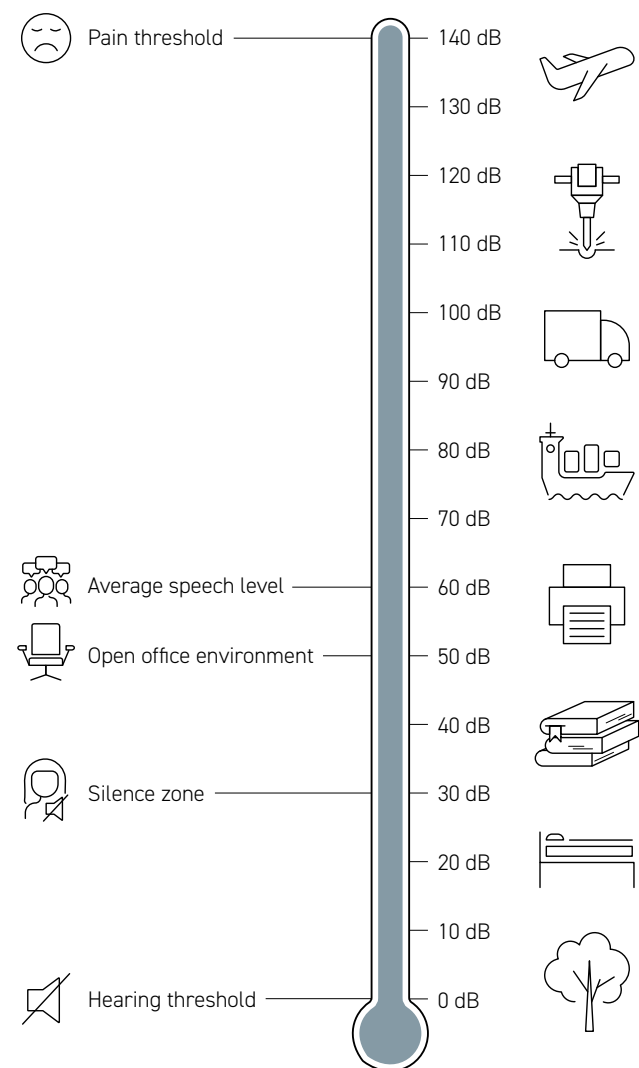 Pain threshold 140 dB
130 dB
120 dB
110 dB
100 dB
90 dB
80 dB
70 dB
Average speech level 60 dB
Open office environment 50 dB
40 dB
Silence zone 30 dB
20 dB
10 dB
Hearing threshold 0 dB